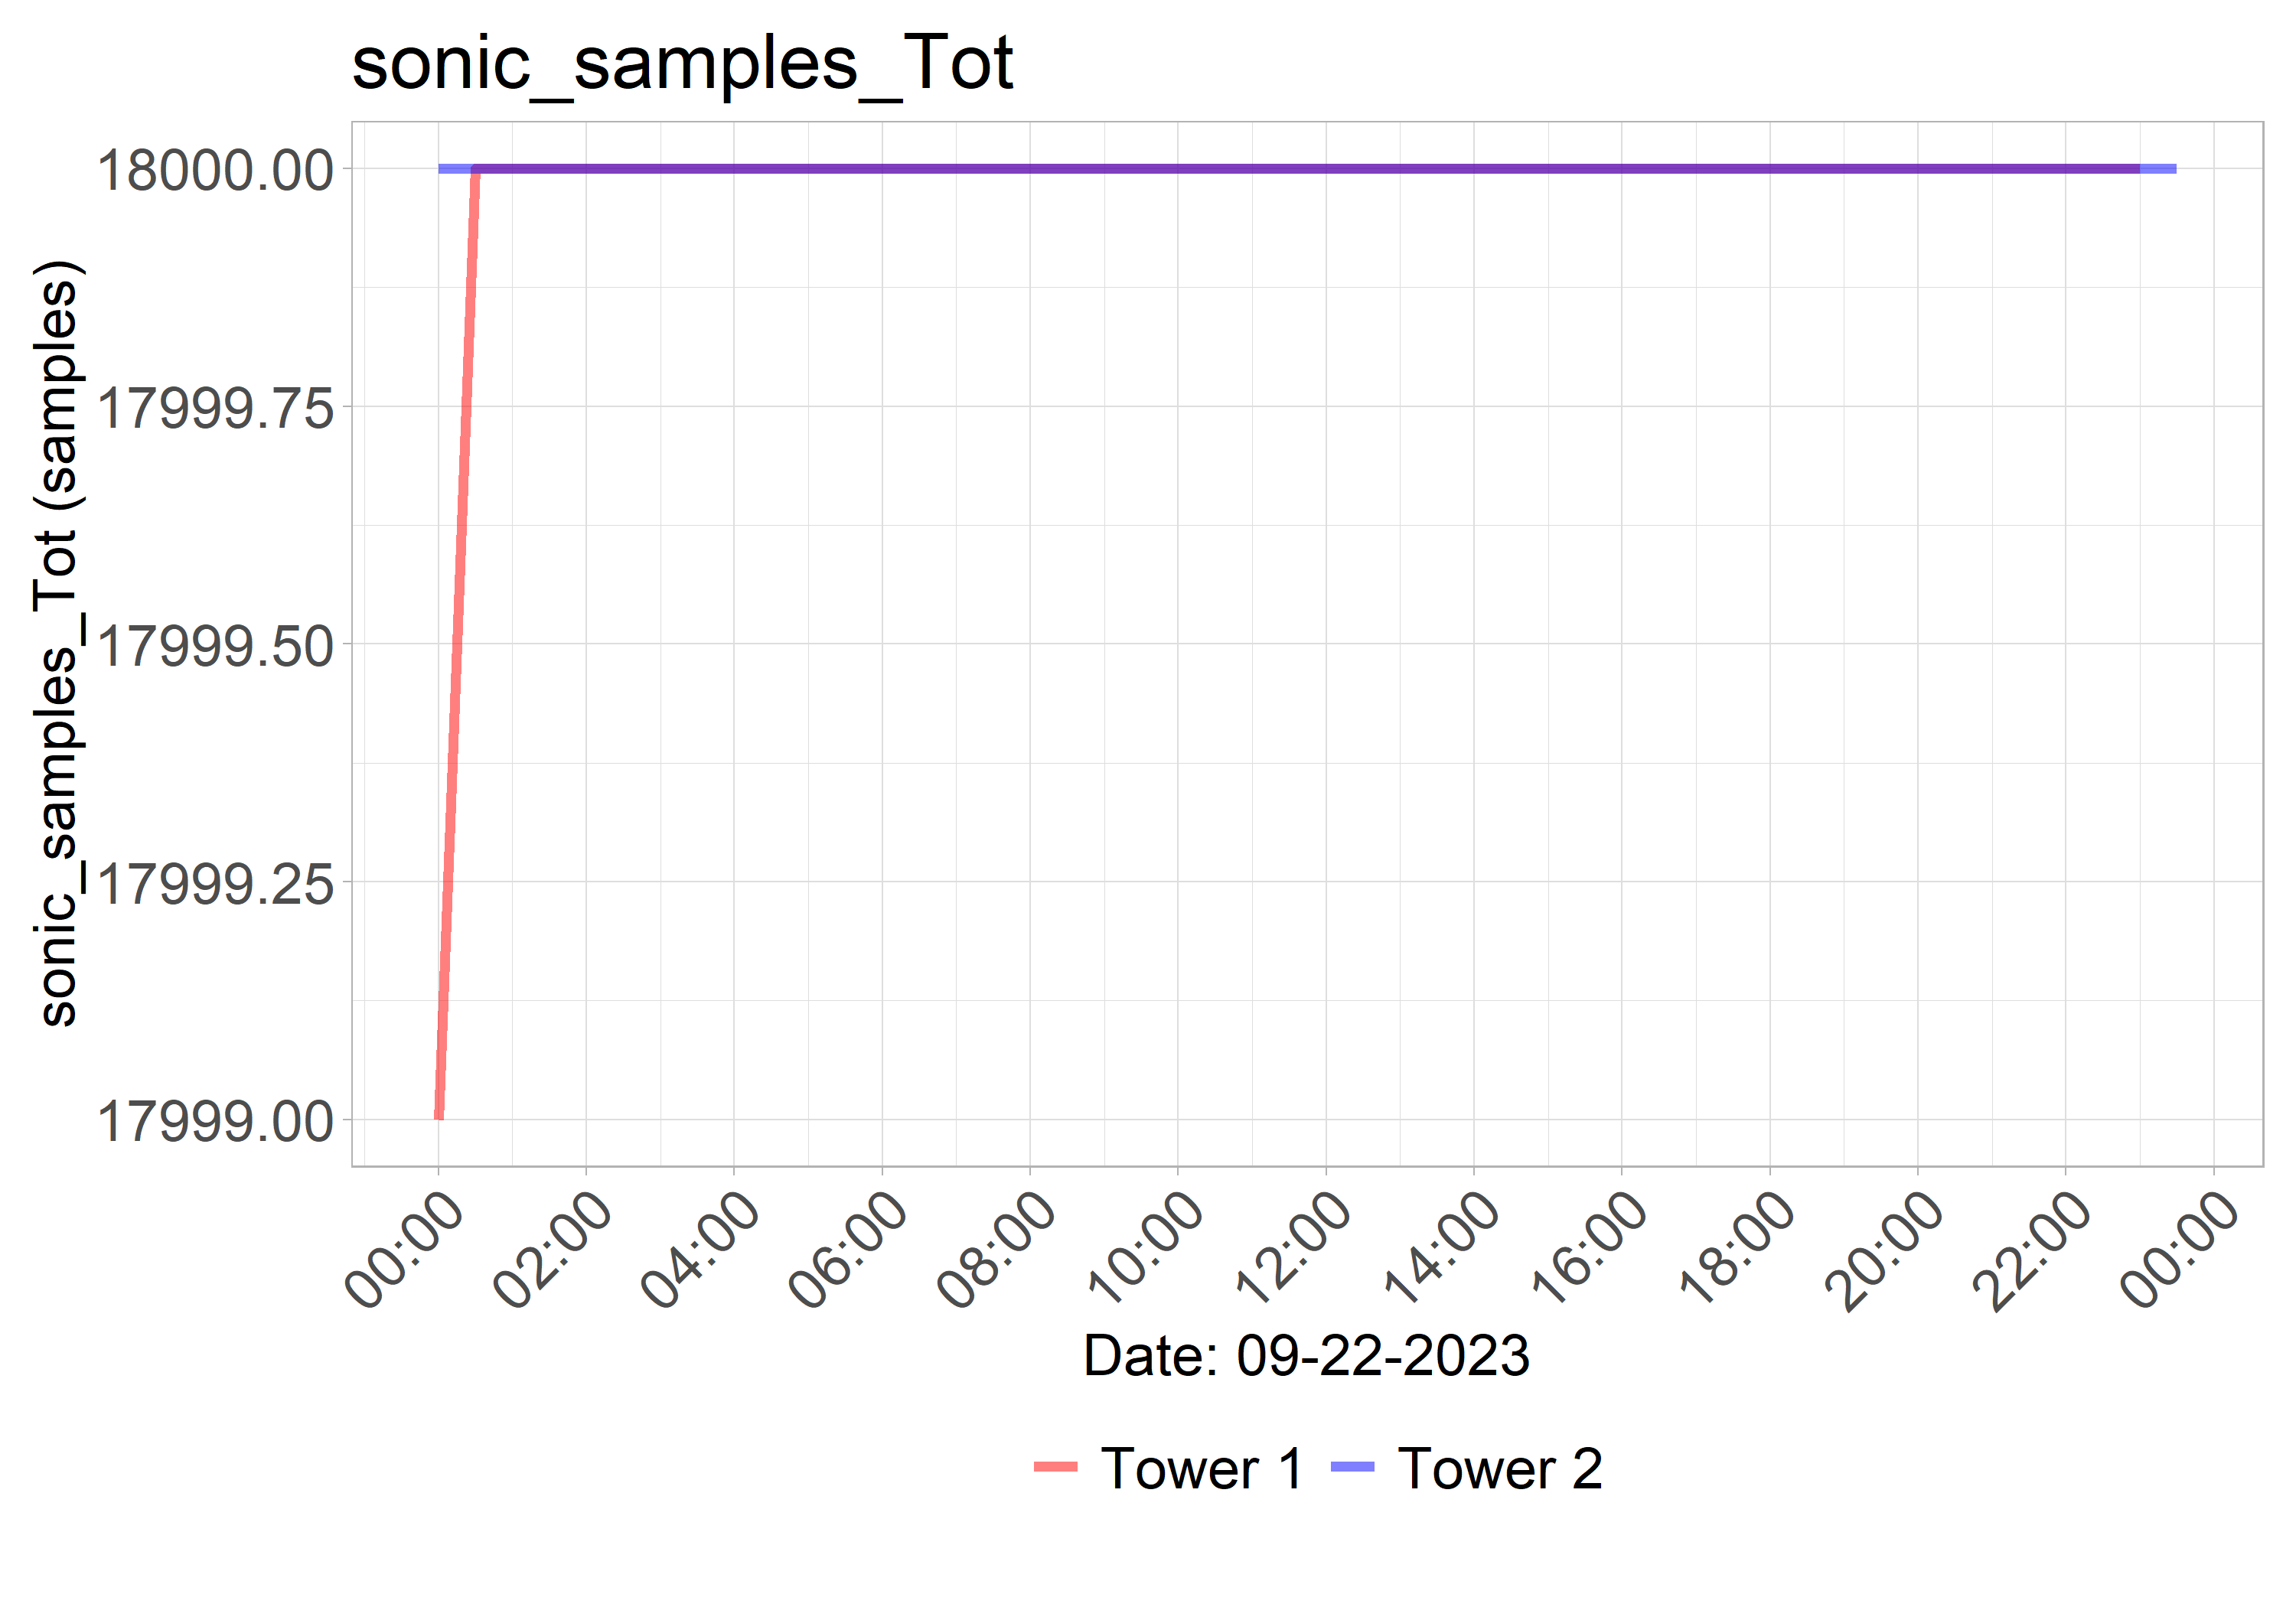 sonic_samples_Tot
sonic_samples_Tot (samples)
18000.00
17999.75
17999.50
17999.25
17999.00
00:00 02:00 04:00 06:00 08:00 10:00 12:00 14:00 16:00 18:00 20:00 22:00 00:00
Date: 09-22-2023
Tower 1 Tower 2